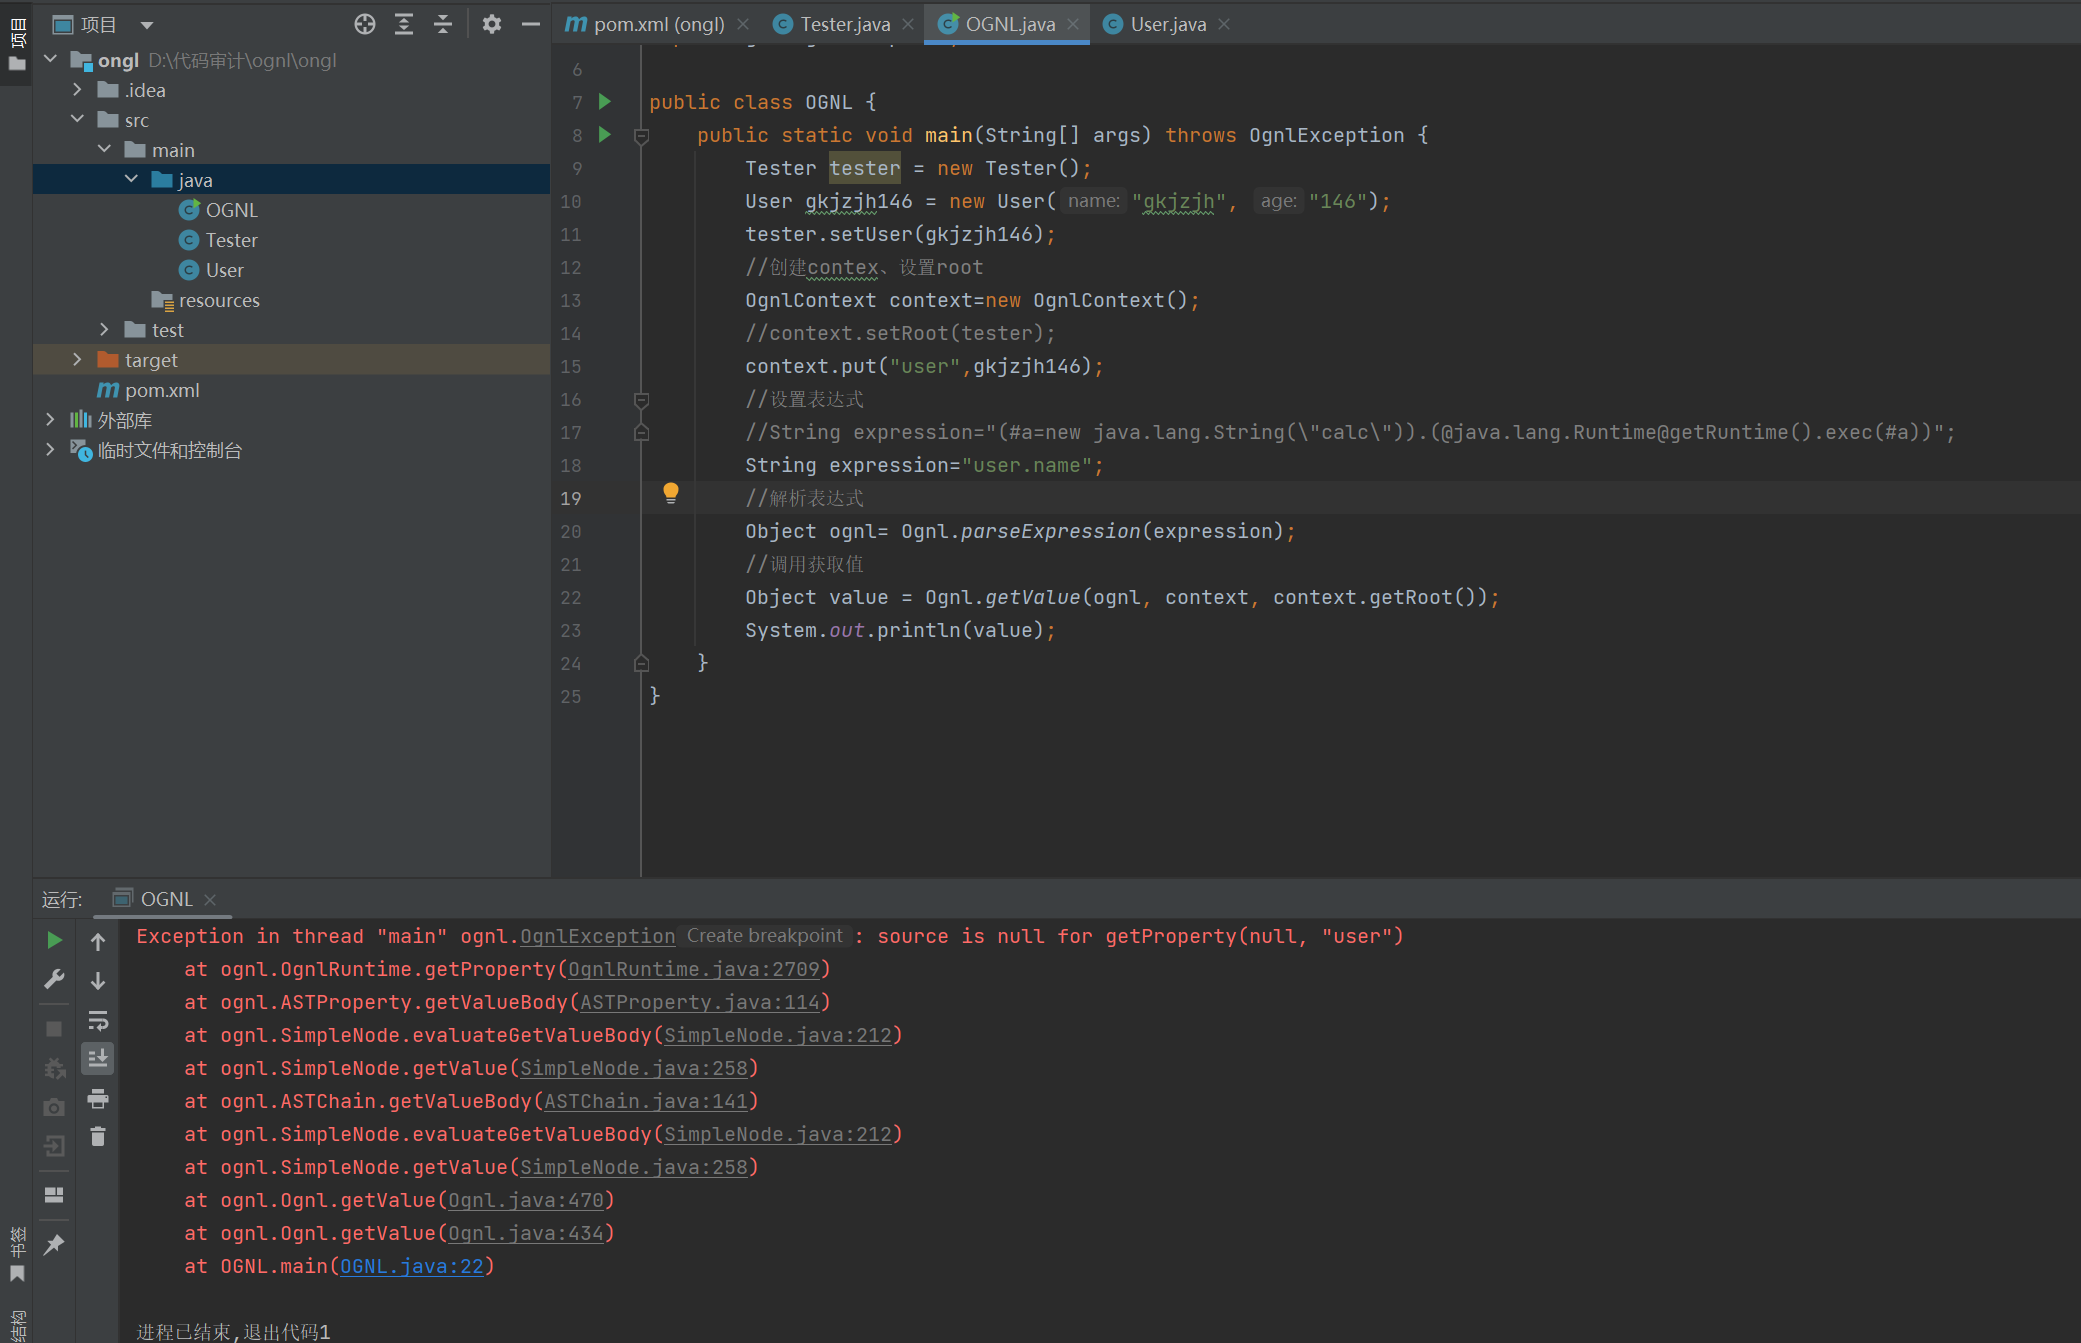 项目
pom.xml (ongl)
Tester.java
OGNL.java
User.java
项目
ongl D:\代码审计\ognl\ongl
.idea
src
main
java
OGNL
Tester
User
resources
test
target
pom.xml
外部库
临时文件和控制台
6
7 public class OGNL {
8 public static void main(String[] args) throws OgnlException {
9 Tester tester = new Tester();
10 User gkjzjh146 = new User( name: "gkjzjh", age: "146");
11 tester.setUser(gkjzjh146);
12 //创建contex、设置root
13 OgnlContext context=new OgnlContext();
14 //context.setRoot(tester);
15 context.put("user",gkjzjh146);
16 //设置表达式
17 //String expression="(#a=new java.lang.String(\"calc\")).(@java.lang.Runtime@getRuntime().exec(#a))";
18 String expression="user.name";
19 //解析表达式
20 Object ognl= Ognl.parseExpression(expression);
21 //调用获取值
22 Object value = Ognl.getValue(ognl, context, context.getRoot());
23 System.out.println(value);
24 }
25 }
运行: OGNL
Exception in thread "main" ognl.OgnlException Create breakpoint : source is null for getProperty(null, "user")
at ognl.OgnlRuntime.getProperty(OgnlRuntime.java:2709)
at ognl.ASTProperty.getValueBody(ASTProperty.java:114)
at ognl.SimpleNode.evaluateGetValueBody(SimpleNode.java:212)
at ognl.SimpleNode.getValue(SimpleNode.java:258)
at ognl.ASTChain.getValueBody(ASTChain.java:141)
at ognl.SimpleNode.evaluateGetValueBody(SimpleNode.java:212)
at ognl.SimpleNode.getValue(SimpleNode.java:258)
at ognl.Ognl.getValue(Ognl.java:470)
at ognl.Ognl.getValue(Ognl.java:434)
at OGNL.main(OGNL.java:22)
进程已结束,退出代码1
书签
结构